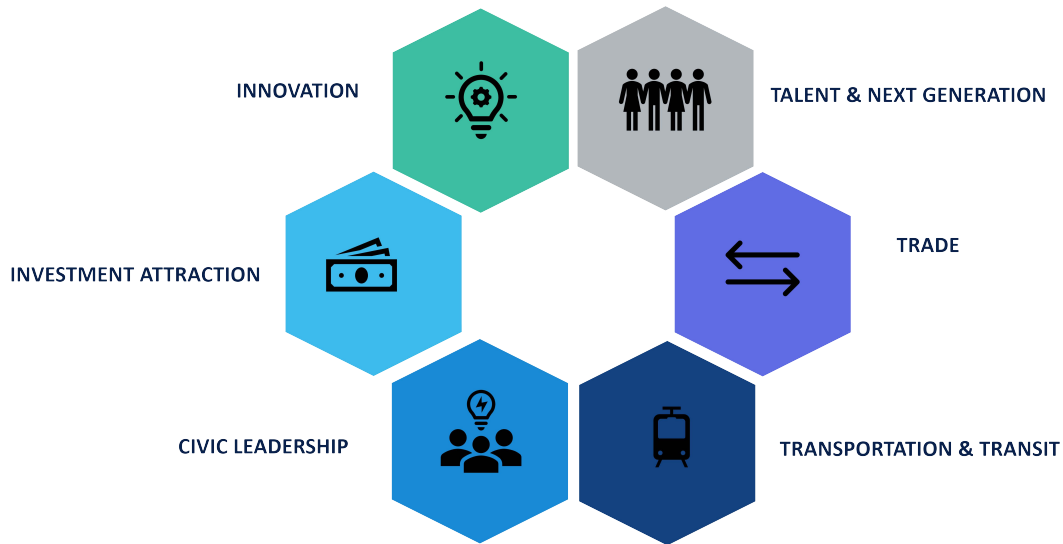 INNOVATION
TALENT & NEXT GENERATION
TRADE
INVESTMENT ATTRACTION
CIVIC LEADERSHIP
TRANSPORTATION & TRANSIT